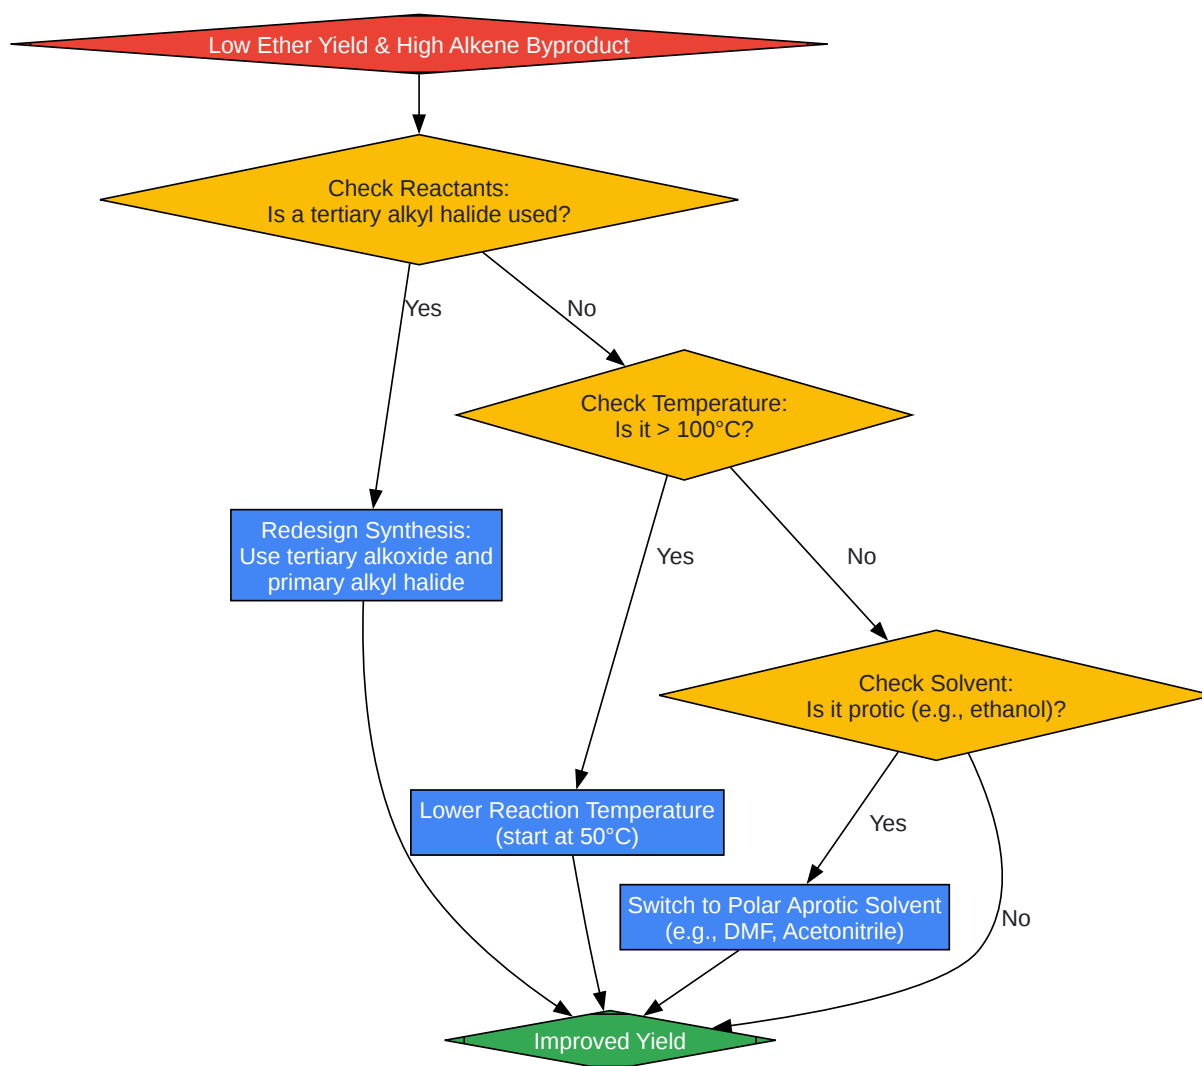 Low Ether Yield & High Alkene Byproduct
Check Reactants:
Is a tertiary alkyl halide used?
Yes
No
Check Temperature:
Is it > 100°C?
Redesign Synthesis:
Use tertiary alkoxide and
primary alkyl halide
Yes
No
Check Solvent:
Is it protic (e.g., ethanol)?
Lower Reaction Temperature
(start at 50°C)
Yes
Switch to Polar Aprotic Solvent
(e.g., DMF, Acetonitrile)
No
Improved Yield